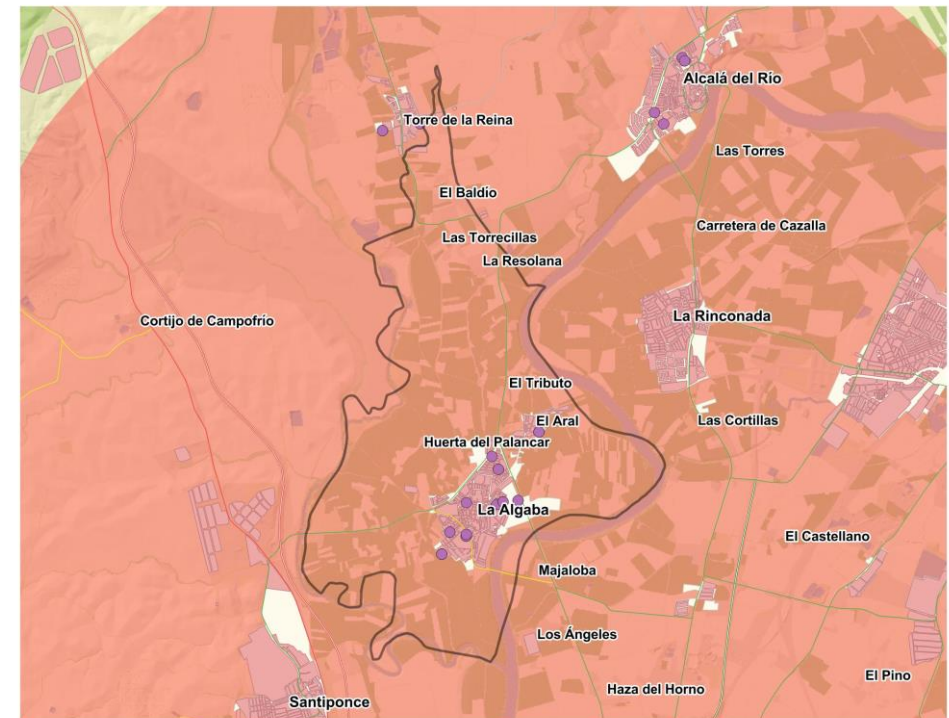 Alcalá del Río
Torre de la Reina
Las Torres
El Baldío
Carretera de Cazalla
Las Torrecillas
La Resolana
Cortijo de Campofrío
La Rinconada
El Tributo
El Aral
Las Cortillas
Huerta del Palancar
La Algaba
El Castellano
Majaloba
Los Ángeles
El Pino
Haza del Horno
Santiponce